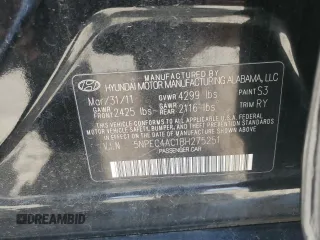 HYUNDAI MOTOR MANUFACTURING ALABAMA, LLC
Mar/31/11 GVWR 4299 lbs PAINT S3
GAWR FRONT 2425 lbs GAWR REAR 2116 lbs TRIM RY
THIS VEHICLE CONFORMS TO ALL APPLICABLE U.S.A. FEDERAL MOTOR
VEHICLE SAFETY, BUMPER, AND THEFT PREVENTION STANDARDS
IN EFFECT ON THE DATE OF MANUFACTURE SHOWN ABOVE.
V.I.N 5NPEC4AC1BH275251
PASSENGER CAR
© DREAMBID